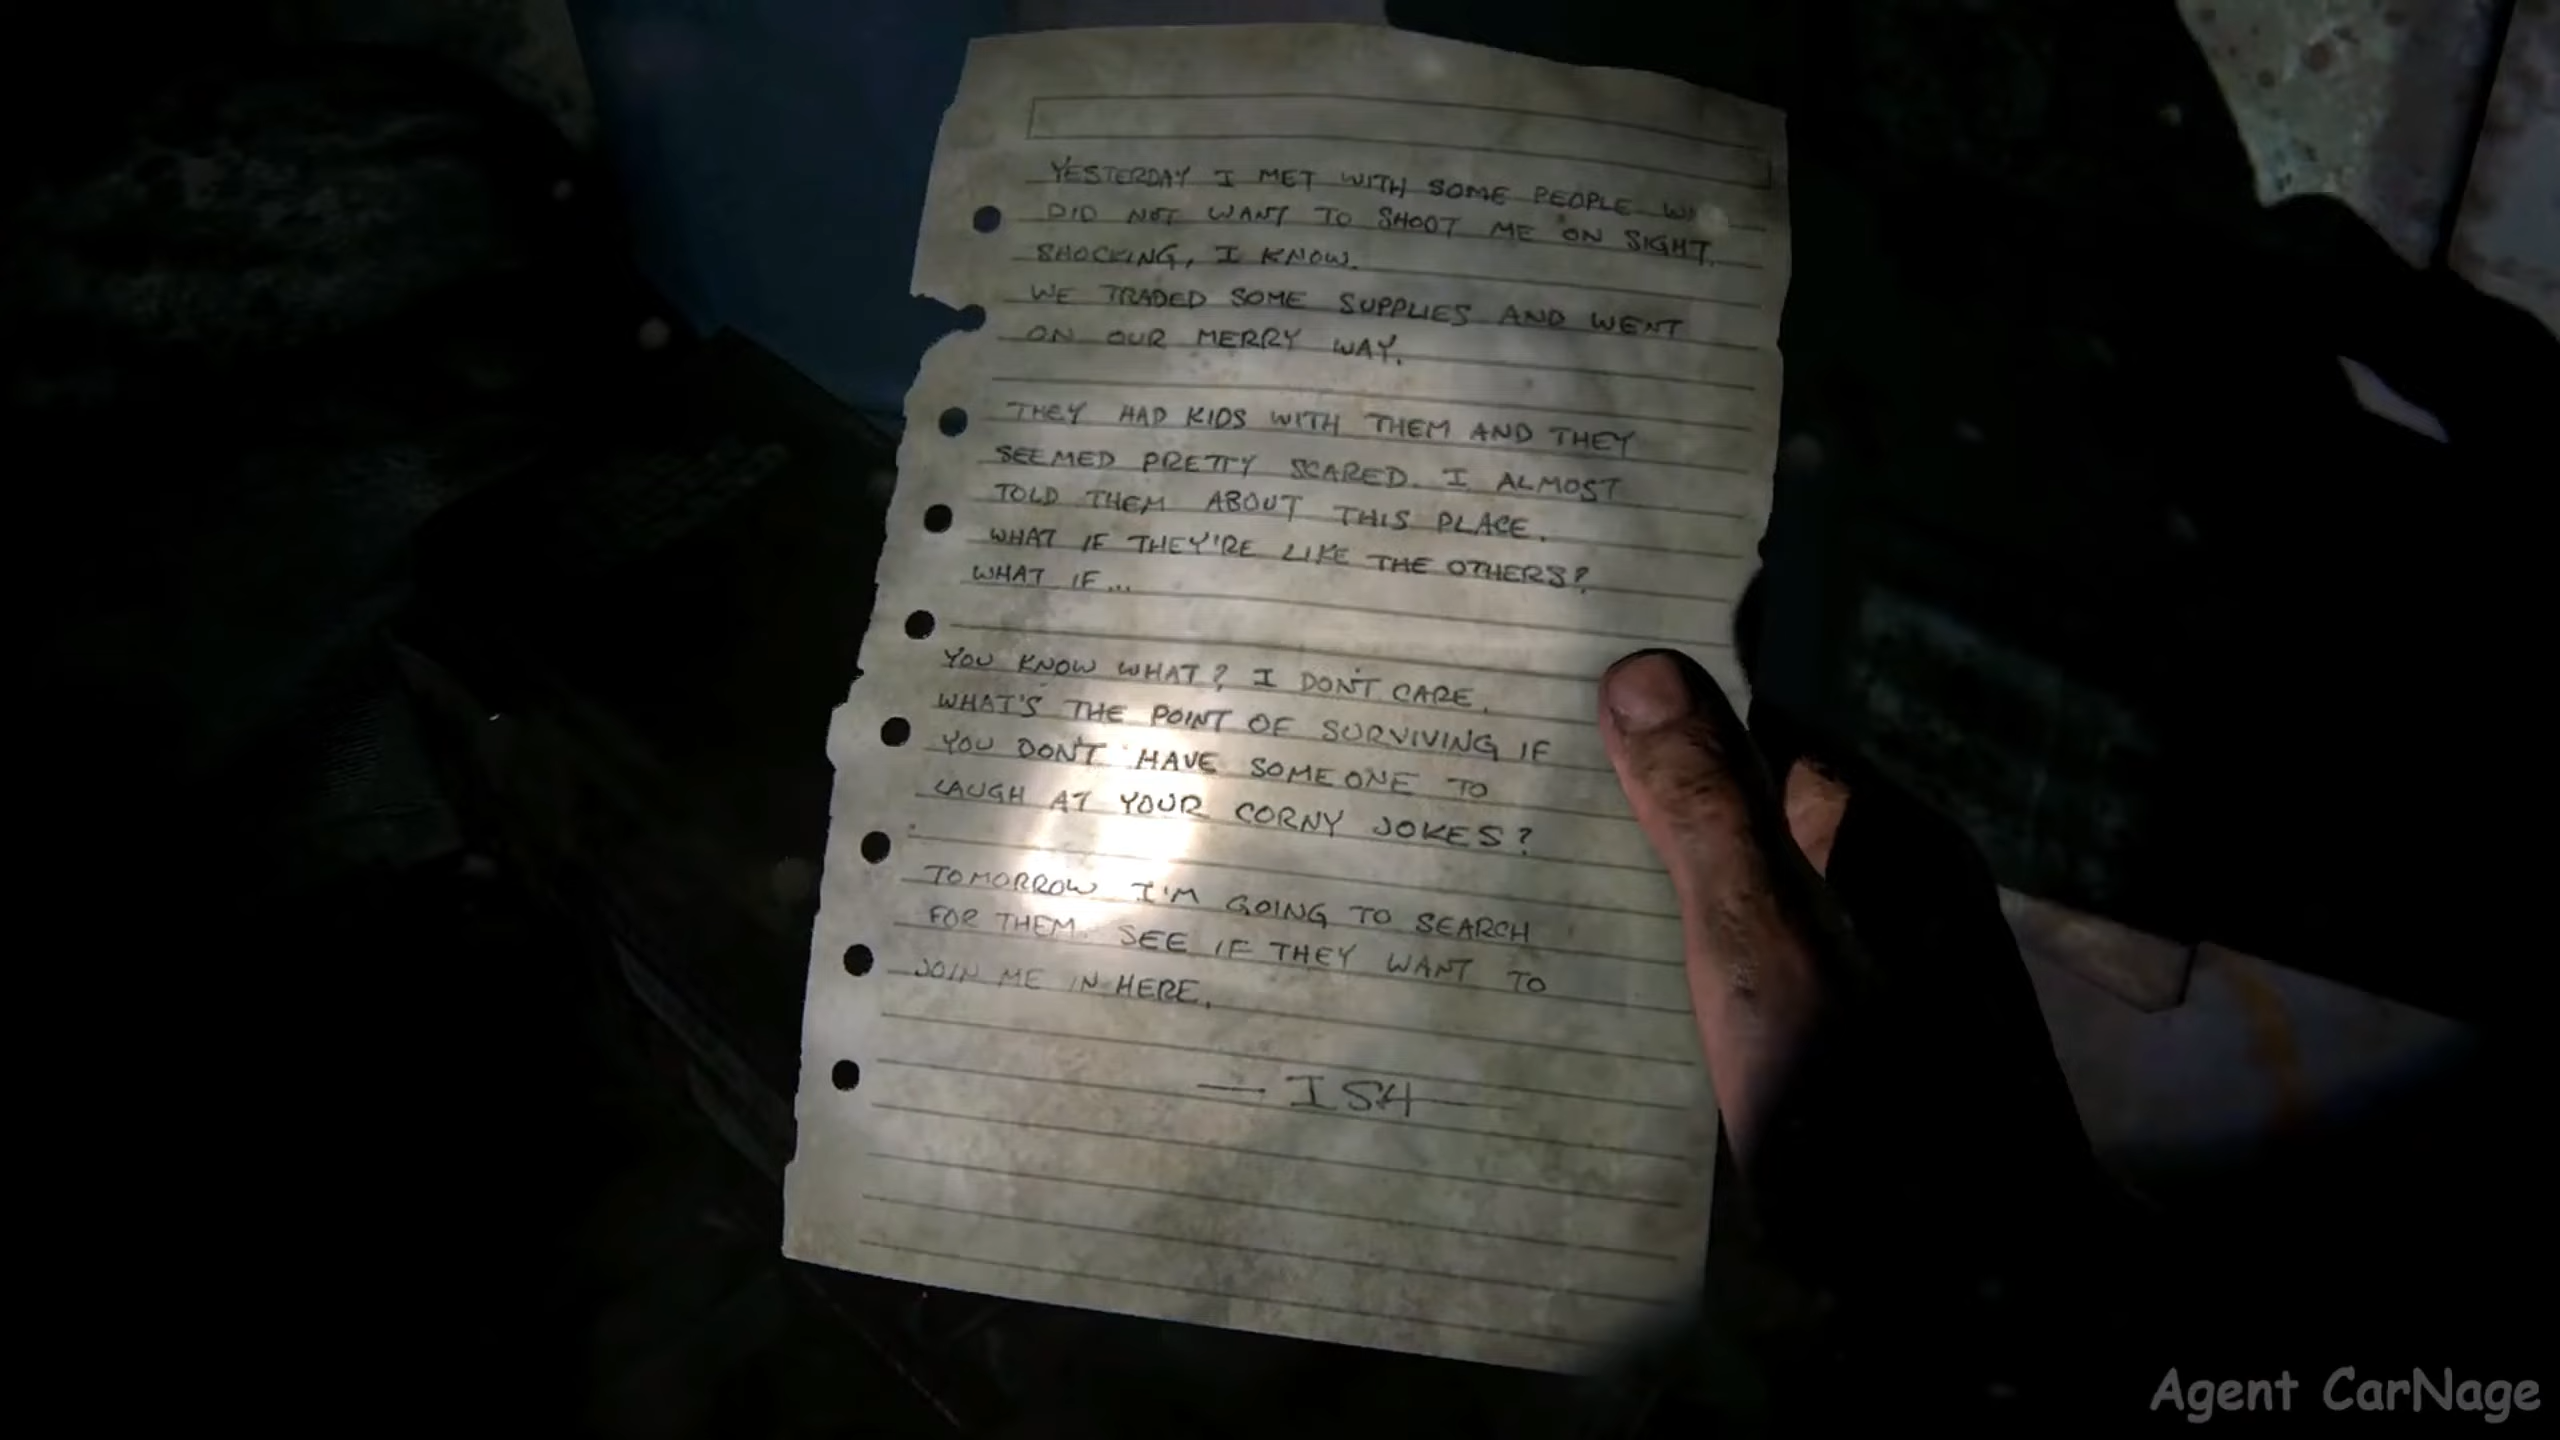 YESTERDAY I MET WITH SOME PEOPLE
DID NOT WANT TO SHOOT ME ON SIGHT.
SHOCKING, I KNOW.
WE TRADED SOME SUPPLIES AND WENT
ON OUR MERRY WAY.
THEY HAD KIDS WITH THEM AND THEY
SEEMED PRETTY SCARED. I ALMOST
TOLD THEM ABOUT THIS PLACE.
WHAT IF THEY'RE LIKE THE OTHERS?
WHAT IF...
YOU KNOW WHAT? I DON'T CARE.
WHAT'S THE POINT OF SURVIVING IF
YOU DON'T HAVE SOMEONE TO
LAUGH AT YOUR CORNY JOKES?
TOMORROW I'M GOING TO SEARCH
FOR THEM. SEE IF THEY WANT TO
JOIN ME IN HERE.
— ISH
Agent CarNage